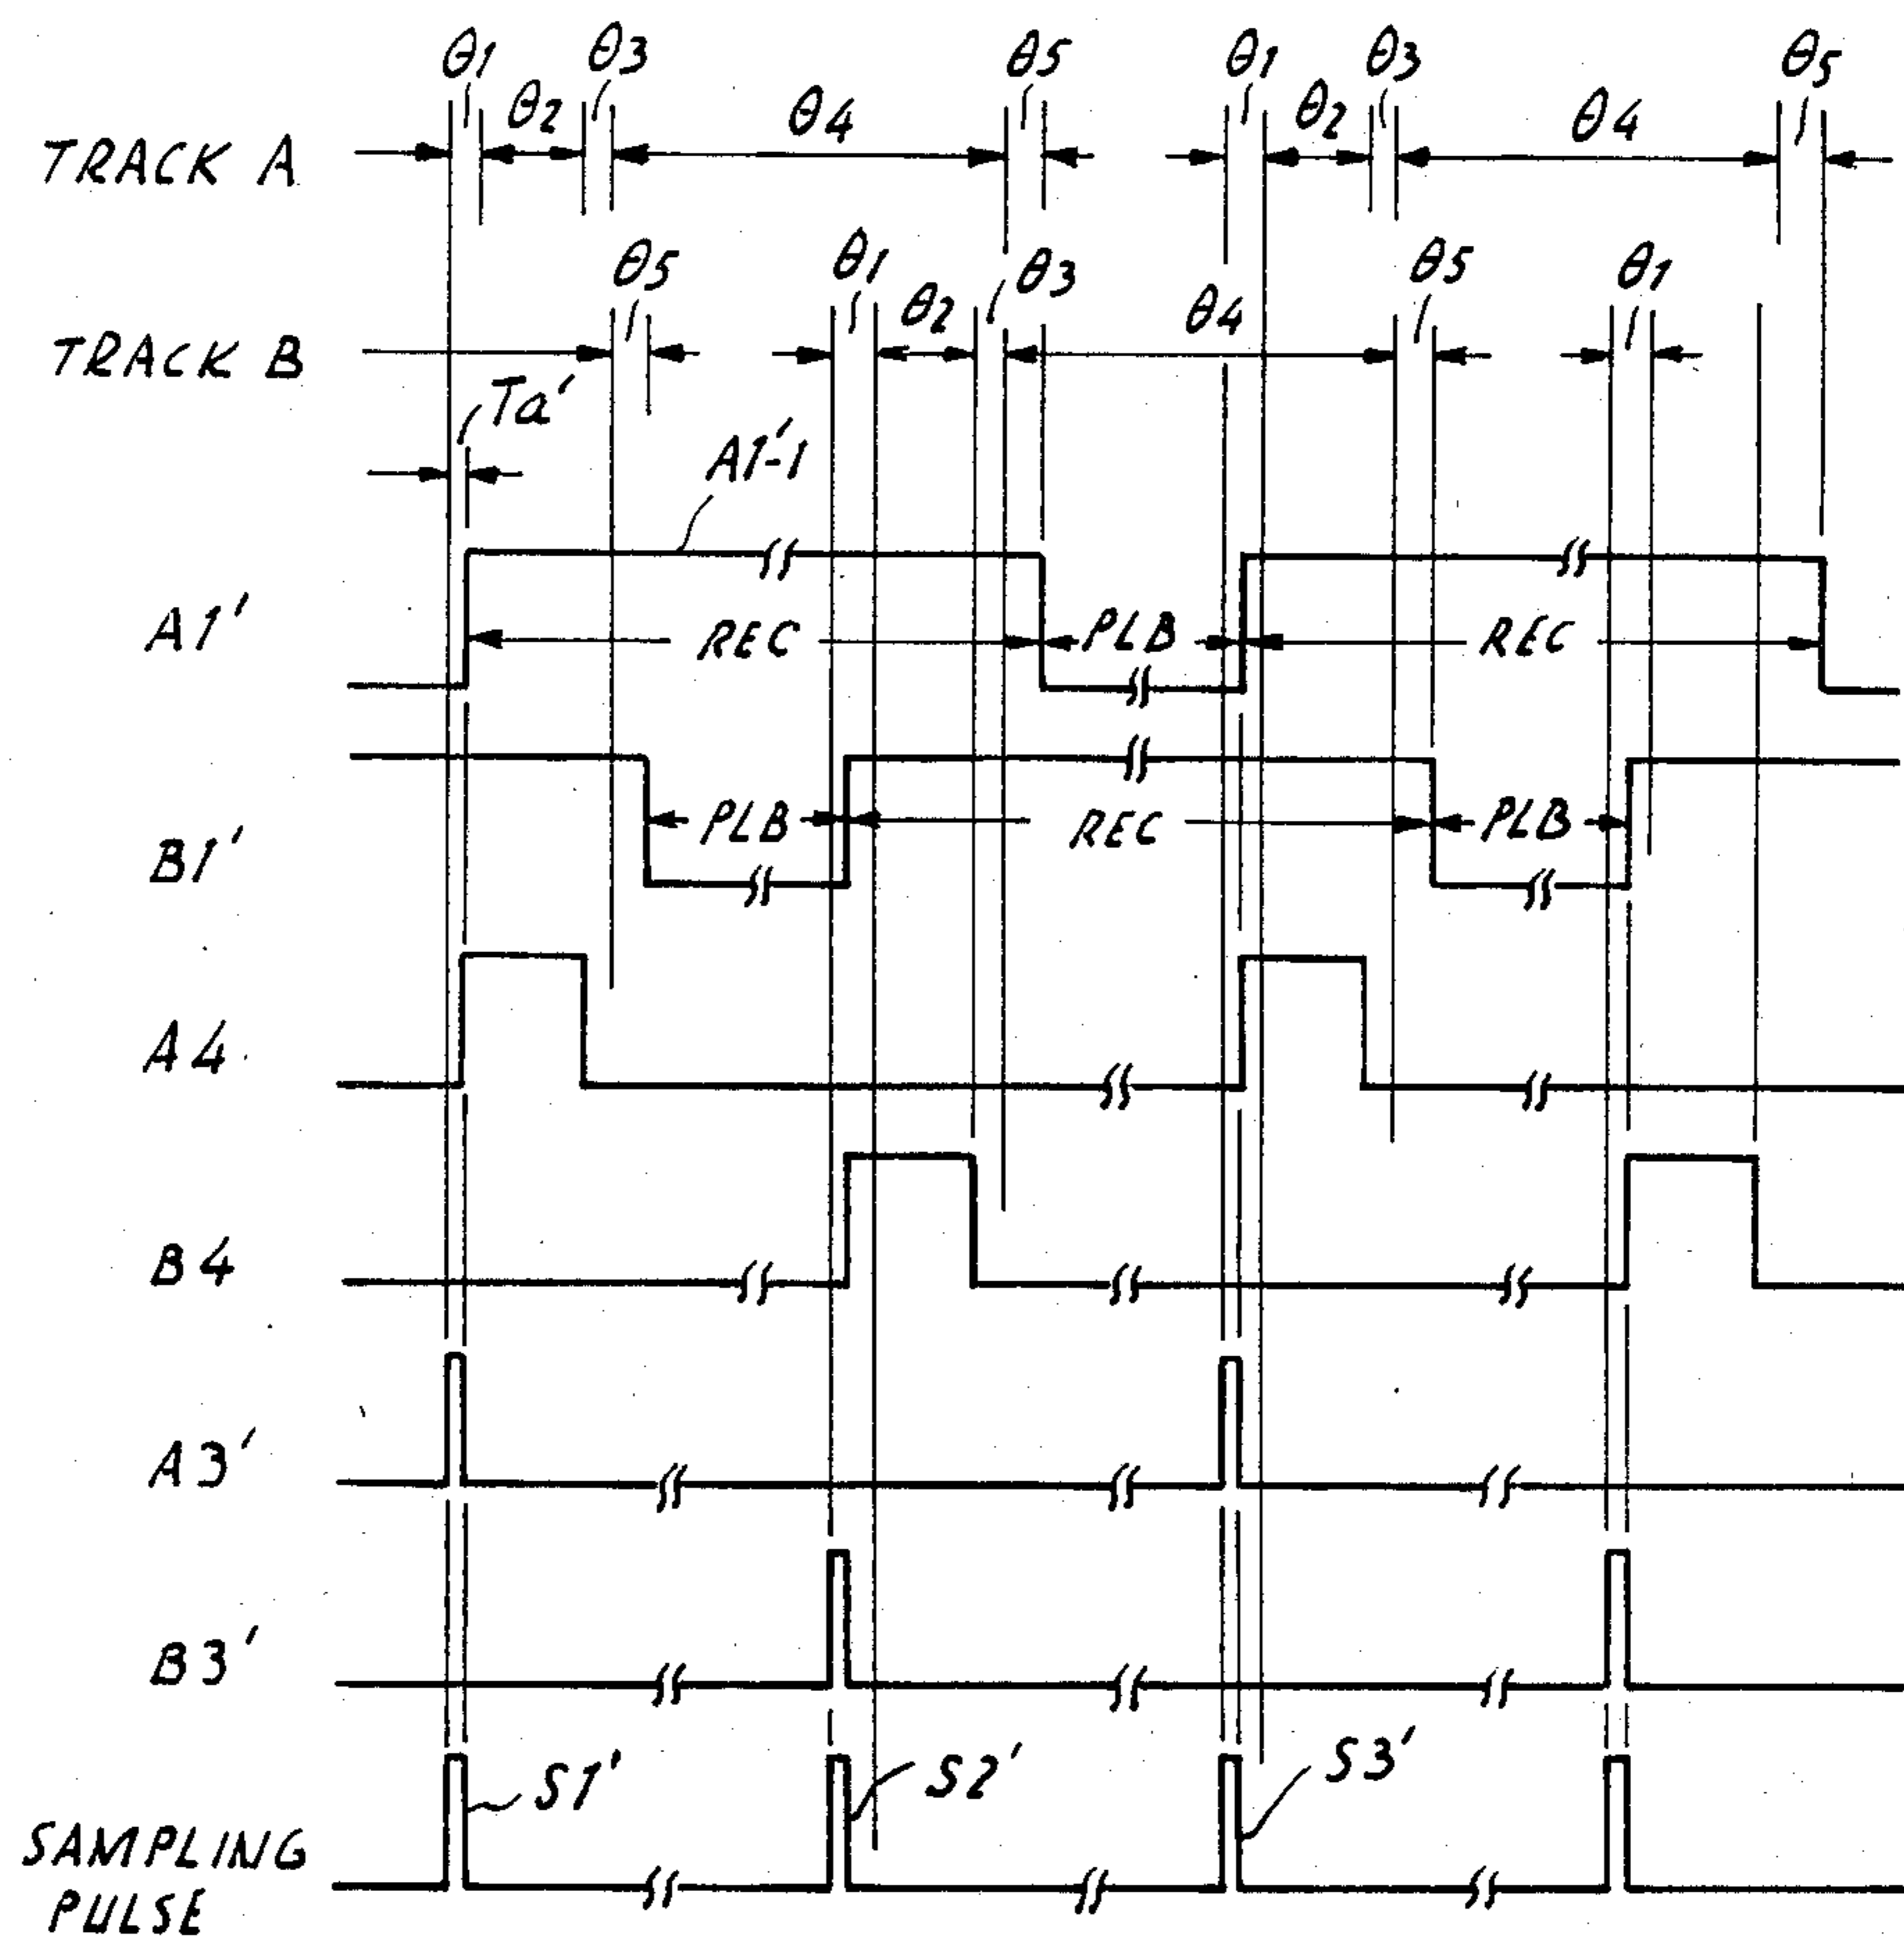 θ1 θ3 θ5 θ1 θ3 θ5
TRACK A θ2 θ4 θ2 θ4
θ5 θ1 θ3 θ5 θ1
TRACK B θ2 θ4
Ta'
A1'-1
A1' REC PLB REC
B1' PLB REC PLB
A4
B4
A3'
B3'
S1' S2' S3'
SAMPLING
PULSE